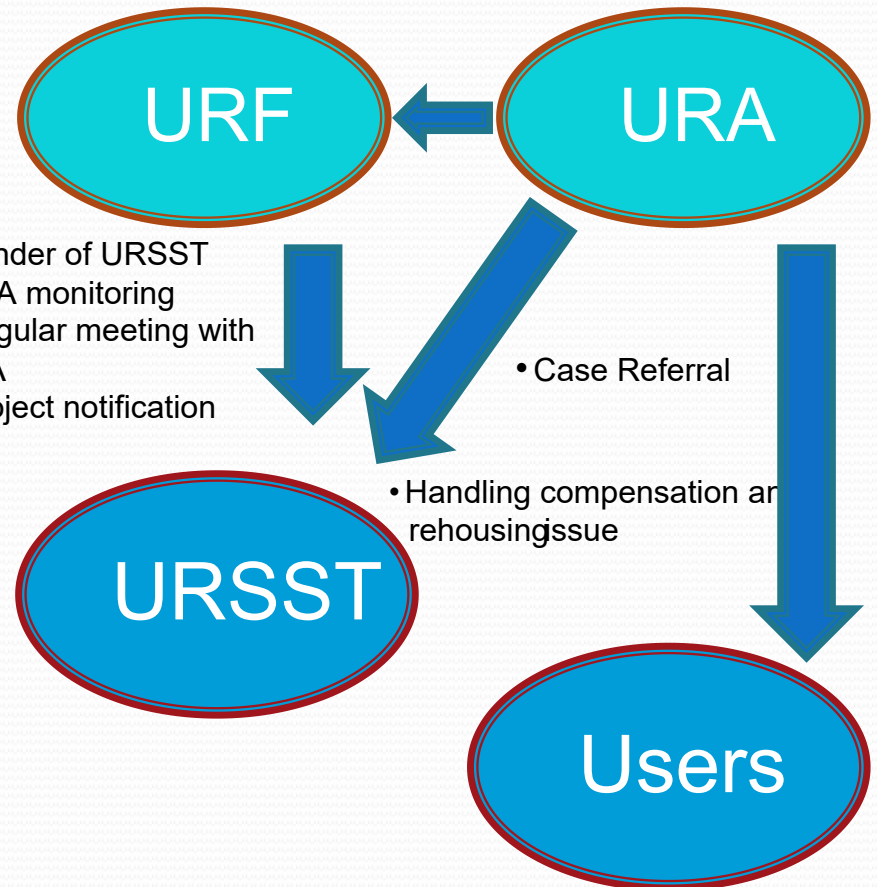 URF
URA
nder of URSST
A monitoring
gular meeting with
A
oject notification
• Case Referral
• Handling compensation an
rehousingissue
URSST
Users